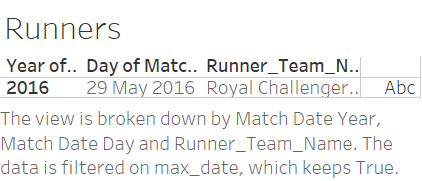 Runners
Year of.. Day of Matc.. Runner_Team_N..
2016 29 May 2016 Royal Challenger.. Abc
The view is broken down by Match Date Year,
Match Date Day and Runner_Team_Name. The
data is filtered on max_date, which keeps True.